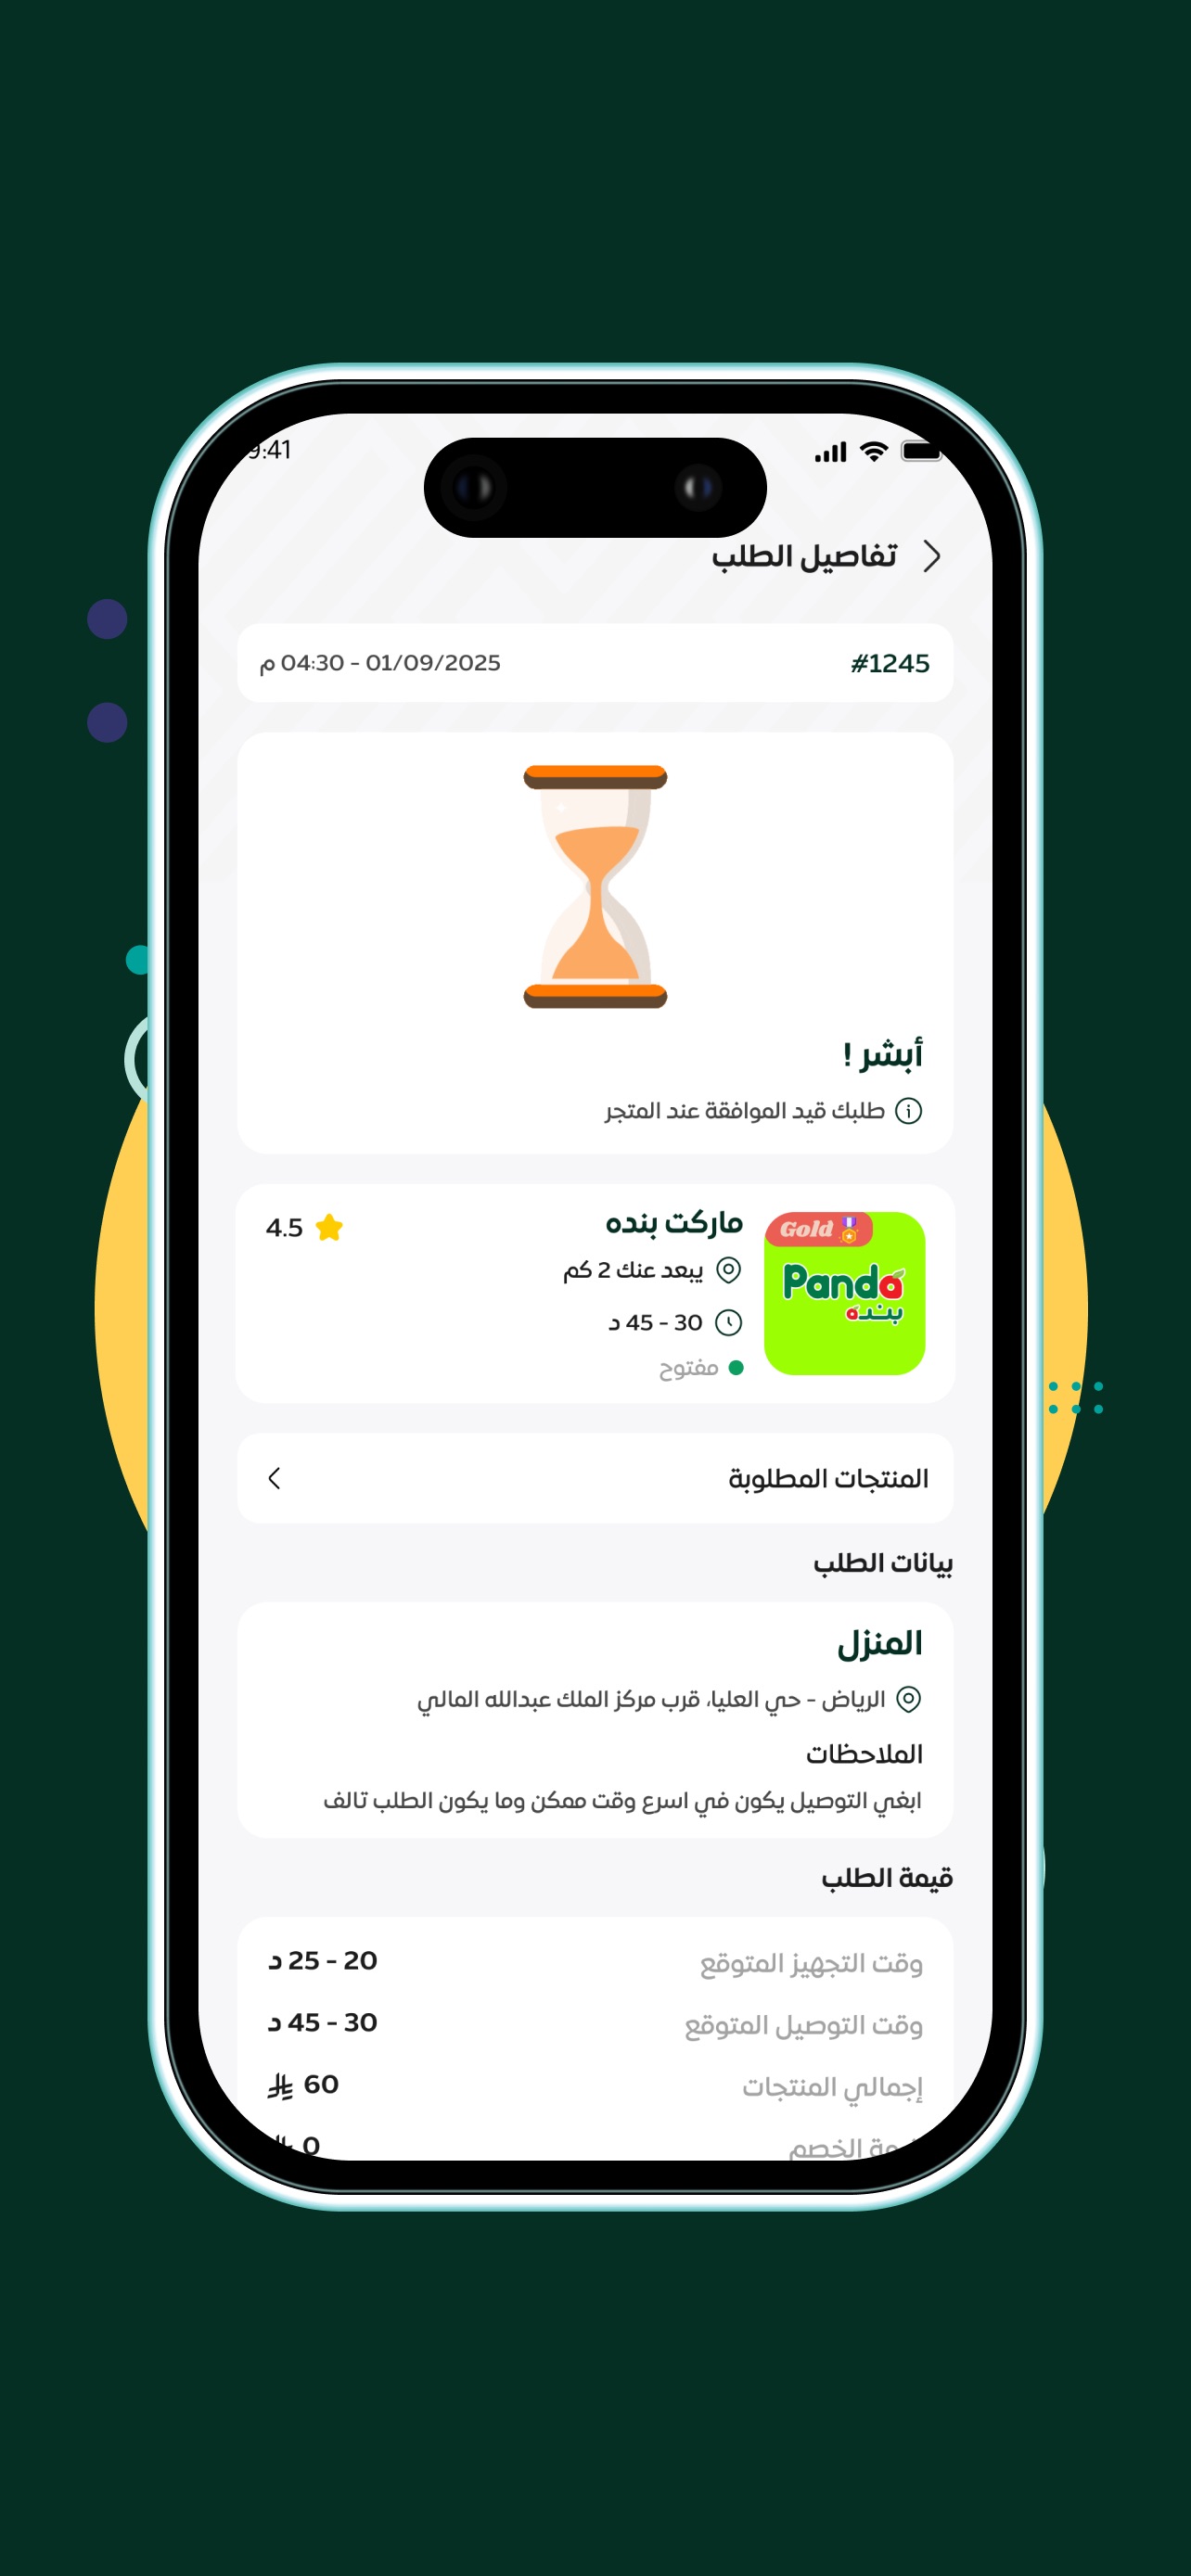 9:41
تفاصيل الطلب
#1245
01/09/2025 - 04:30 م
أبشر !
طلبك قيد الموافقة عند المتجر
Gold
Panda
بنده
ماركت بنده
4.5
يبعد عنك 2 كم
30 - 45 د
مفتوح
المنتجات المطلوبة
بيانات الطلب
المنزل
الرياض - حي العليا، قرب مركز الملك عبدالله المالي
الملاحظات
ابغي التوصيل يكون في اسرع وقت ممكن وما يكون الطلب تالف
قيمة الطلب
وقت التجهيز المتوقع 20 - 25 د
وقت التوصيل المتوقع 30 - 45 د
إجمالي المنتجات 60
الخصم 0